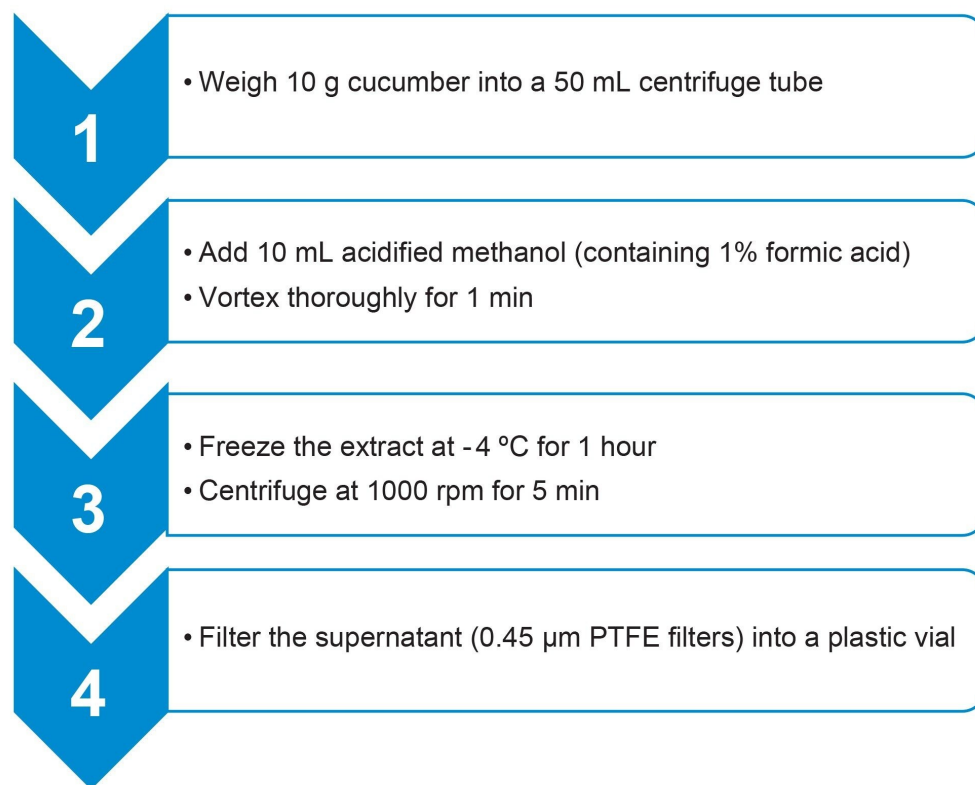 1
• Weigh 10 g cucumber into a 50 mL centrifuge tube
2
• Add 10 mL acidified methanol (containing 1% formic acid)
• Vortex thoroughly for 1 min
3
• Freeze the extract at -4 ºC for 1 hour
• Centrifuge at 1000 rpm for 5 min
4
• Filter the supernatant (0.45 µm PTFE filters) into a plastic vial